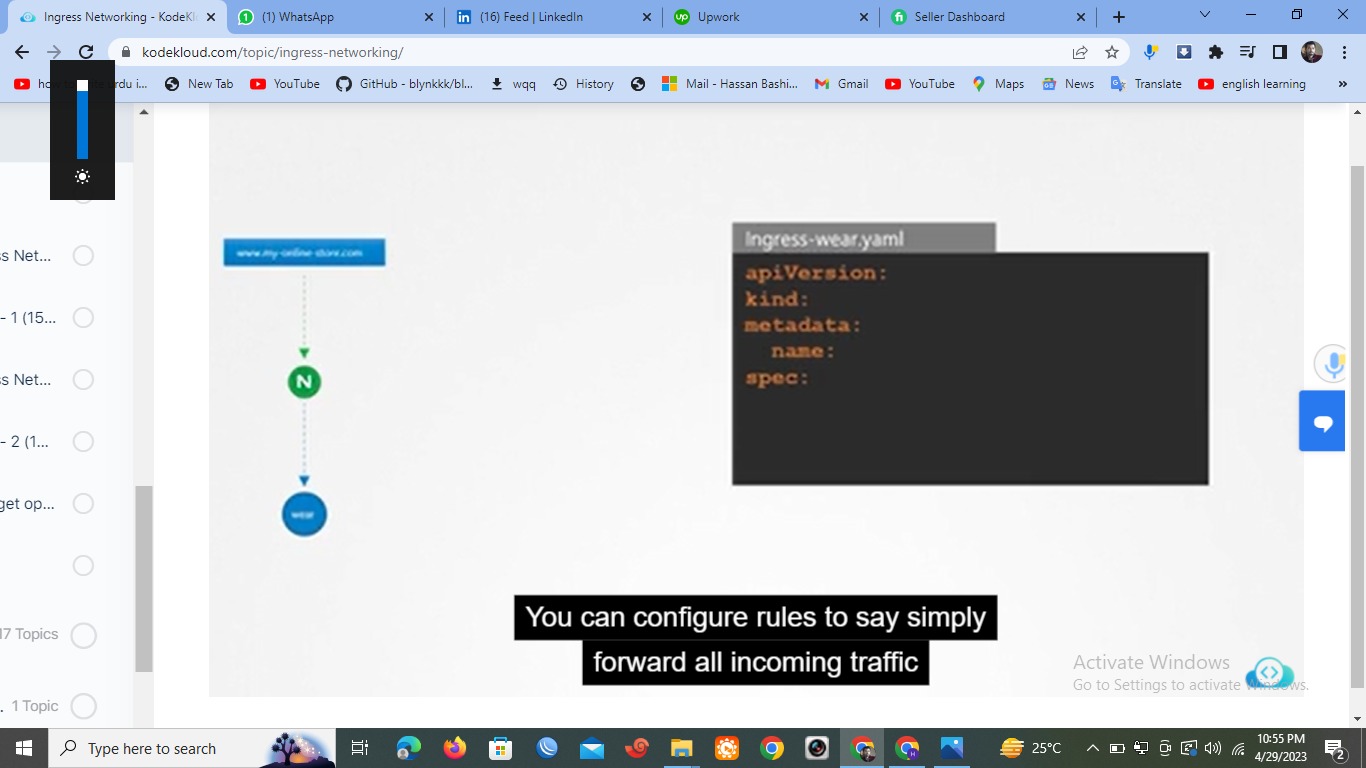 Ingress Networking - KodeKl
(1) WhatsApp
(16) Feed | LinkedIn
Upwork
Seller Dashboard
kodekloud.com/topic/ingress-networking/
New Tab
YouTube
GitHub - blynkkk/bl...
wqq
History
Mail - Hassan Bashi...
Gmail
YouTube
Maps
News
Translate
english learning
»
s Net...
- 1 (15...
ss Net...
- 2 (1...
get op...
17 Topics
. 1 Topic
www.my-online-store.com
N
wear
Ingress-wear.yaml
apiVersion:
kind:
metadata:
name:
spec:
You can configure rules to say simply
forward all incoming traffic
Activate Windows
Go to Settings to activate Windows.
Type here to search
25°C
10:55 PM
4/29/2023
2